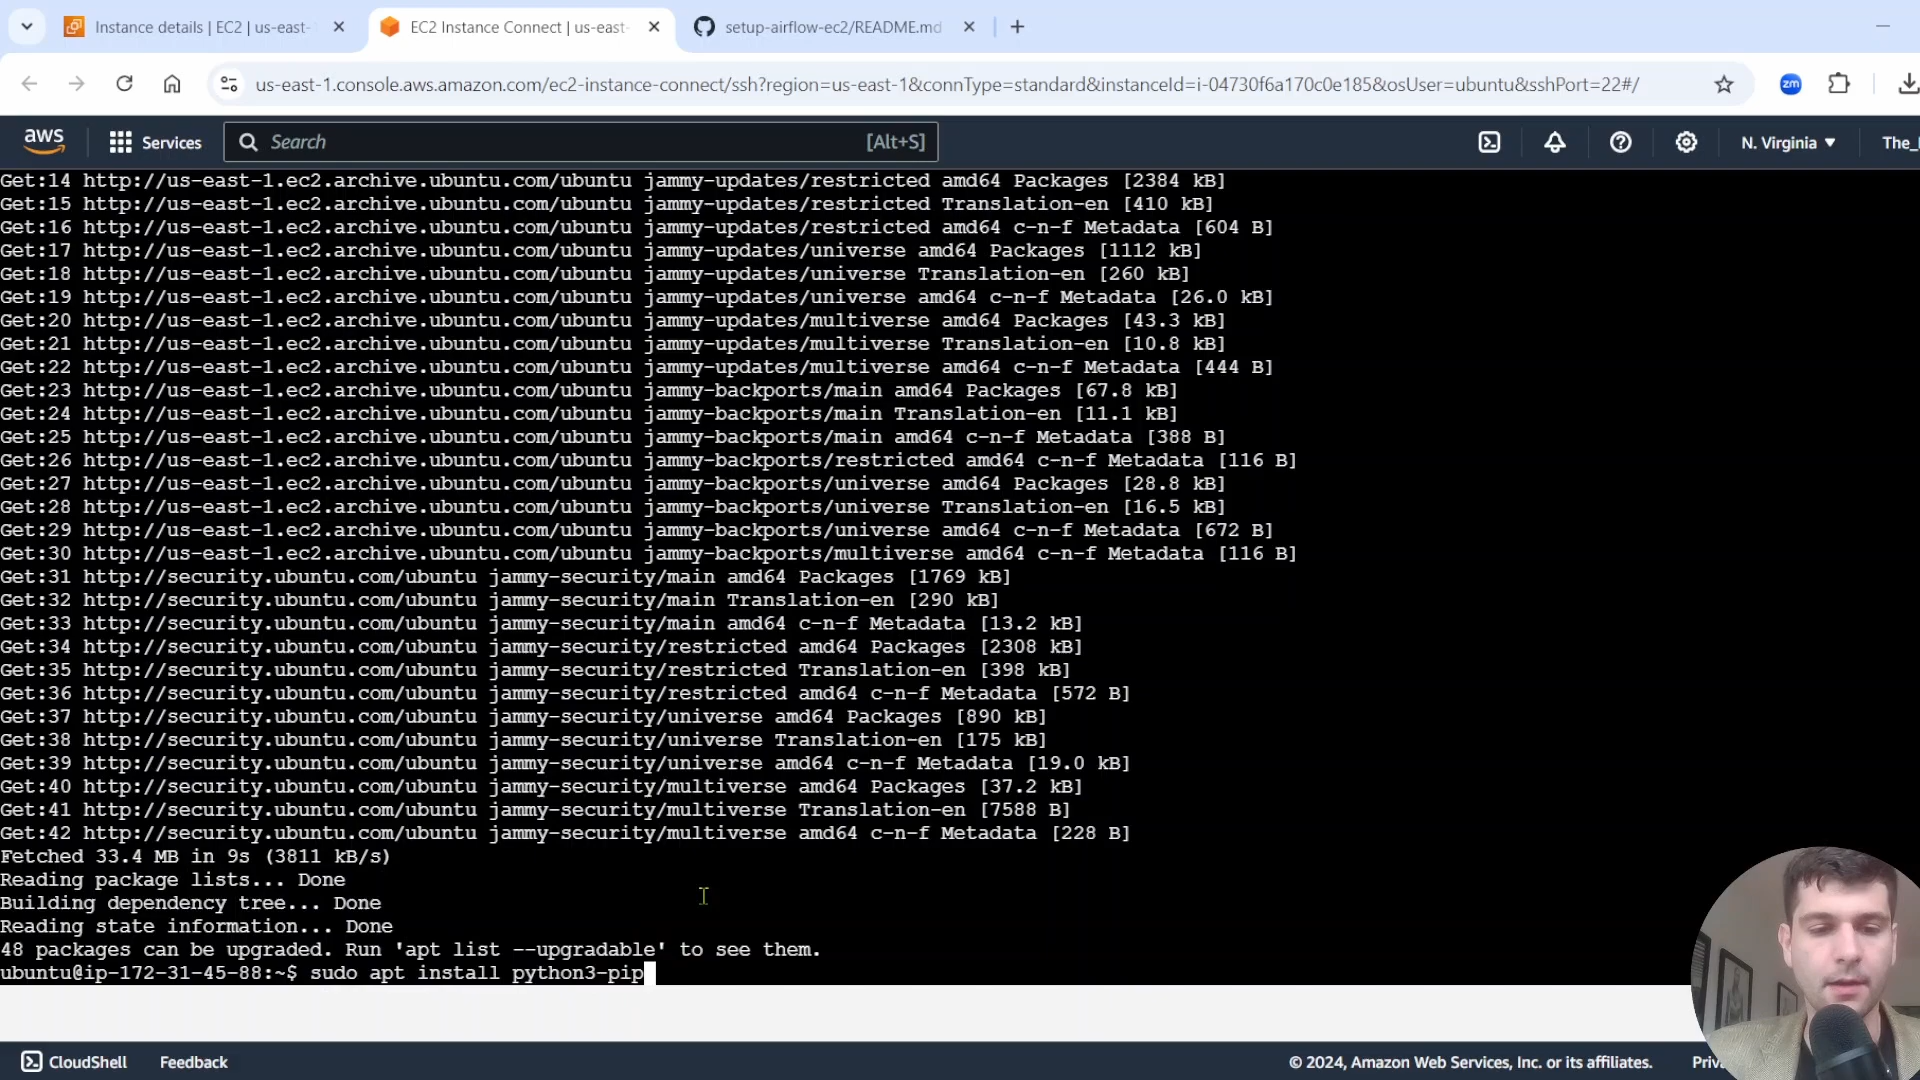 Instance details | EC2 | us-east-
EC2 Instance Connect | us-east-
setup-airflow-ec2/README.md
us-east-1.console.aws.amazon.com/ec2-instance-connect/ssh?region=us-east-1&connType=standard&instanceId=i-04730f6a170c0e185&osUser=ubuntu&sshPort=22#/
zm
aws
Services
Search
[Alt+S]
N. Virginia
The_
Get:14 http://us-east-1.ec2.archive.ubuntu.com/ubuntu jammy-updates/restricted amd64 Packages [2384 kB]
Get:15 http://us-east-1.ec2.archive.ubuntu.com/ubuntu jammy-updates/restricted Translation-en [410 kB]
Get:16 http://us-east-1.ec2.archive.ubuntu.com/ubuntu jammy-updates/restricted amd64 c-n-f Metadata [604 B]
Get:17 http://us-east-1.ec2.archive.ubuntu.com/ubuntu jammy-updates/universe amd64 Packages [1112 kB]
Get:18 http://us-east-1.ec2.archive.ubuntu.com/ubuntu jammy-updates/universe Translation-en [260 kB]
Get:19 http://us-east-1.ec2.archive.ubuntu.com/ubuntu jammy-updates/universe amd64 c-n-f Metadata [26.0 kB]
Get:20 http://us-east-1.ec2.archive.ubuntu.com/ubuntu jammy-updates/multiverse amd64 Packages [43.3 kB]
Get:21 http://us-east-1.ec2.archive.ubuntu.com/ubuntu jammy-updates/multiverse Translation-en [10.8 kB]
Get:22 http://us-east-1.ec2.archive.ubuntu.com/ubuntu jammy-updates/multiverse amd64 c-n-f Metadata [444 B]
Get:23 http://us-east-1.ec2.archive.ubuntu.com/ubuntu jammy-backports/main amd64 Packages [67.8 kB]
Get:24 http://us-east-1.ec2.archive.ubuntu.com/ubuntu jammy-backports/main Translation-en [11.1 kB]
Get:25 http://us-east-1.ec2.archive.ubuntu.com/ubuntu jammy-backports/main amd64 c-n-f Metadata [388 B]
Get:26 http://us-east-1.ec2.archive.ubuntu.com/ubuntu jammy-backports/restricted amd64 c-n-f Metadata [116 B]
Get:27 http://us-east-1.ec2.archive.ubuntu.com/ubuntu jammy-backports/universe amd64 Packages [28.8 kB]
Get:28 http://us-east-1.ec2.archive.ubuntu.com/ubuntu jammy-backports/universe Translation-en [16.5 kB]
Get:29 http://us-east-1.ec2.archive.ubuntu.com/ubuntu jammy-backports/universe amd64 c-n-f Metadata [672 B]
Get:30 http://us-east-1.ec2.archive.ubuntu.com/ubuntu jammy-backports/multiverse amd64 c-n-f Metadata [116 B]
Get:31 http://security.ubuntu.com/ubuntu jammy-security/main amd64 Packages [1769 kB]
Get:32 http://security.ubuntu.com/ubuntu jammy-security/main Translation-en [290 kB]
Get:33 http://security.ubuntu.com/ubuntu jammy-security/main amd64 c-n-f Metadata [13.2 kB]
Get:34 http://security.ubuntu.com/ubuntu jammy-security/restricted amd64 Packages [2308 kB]
Get:35 http://security.ubuntu.com/ubuntu jammy-security/restricted Translation-en [398 kB]
Get:36 http://security.ubuntu.com/ubuntu jammy-security/restricted amd64 c-n-f Metadata [572 B]
Get:37 http://security.ubuntu.com/ubuntu jammy-security/universe amd64 Packages [890 kB]
Get:38 http://security.ubuntu.com/ubuntu jammy-security/universe Translation-en [175 kB]
Get:39 http://security.ubuntu.com/ubuntu jammy-security/universe amd64 c-n-f Metadata [19.0 kB]
Get:40 http://security.ubuntu.com/ubuntu jammy-security/multiverse amd64 Packages [37.2 kB]
Get:41 http://security.ubuntu.com/ubuntu jammy-security/multiverse Translation-en [7588 B]
Get:42 http://security.ubuntu.com/ubuntu jammy-security/multiverse amd64 c-n-f Metadata [228 B]
Fetched 33.4 MB in 9s (3811 kB/s)
Reading package lists... Done
Building dependency tree... Done
Reading state information... Done
48 packages can be upgraded. Run 'apt list --upgradable' to see them.
ubuntu@ip-172-31-45-88:~$ sudo apt install python3-pip
CloudShell
Feedback
© 2024, Amazon Web Services, Inc. or its affiliates.